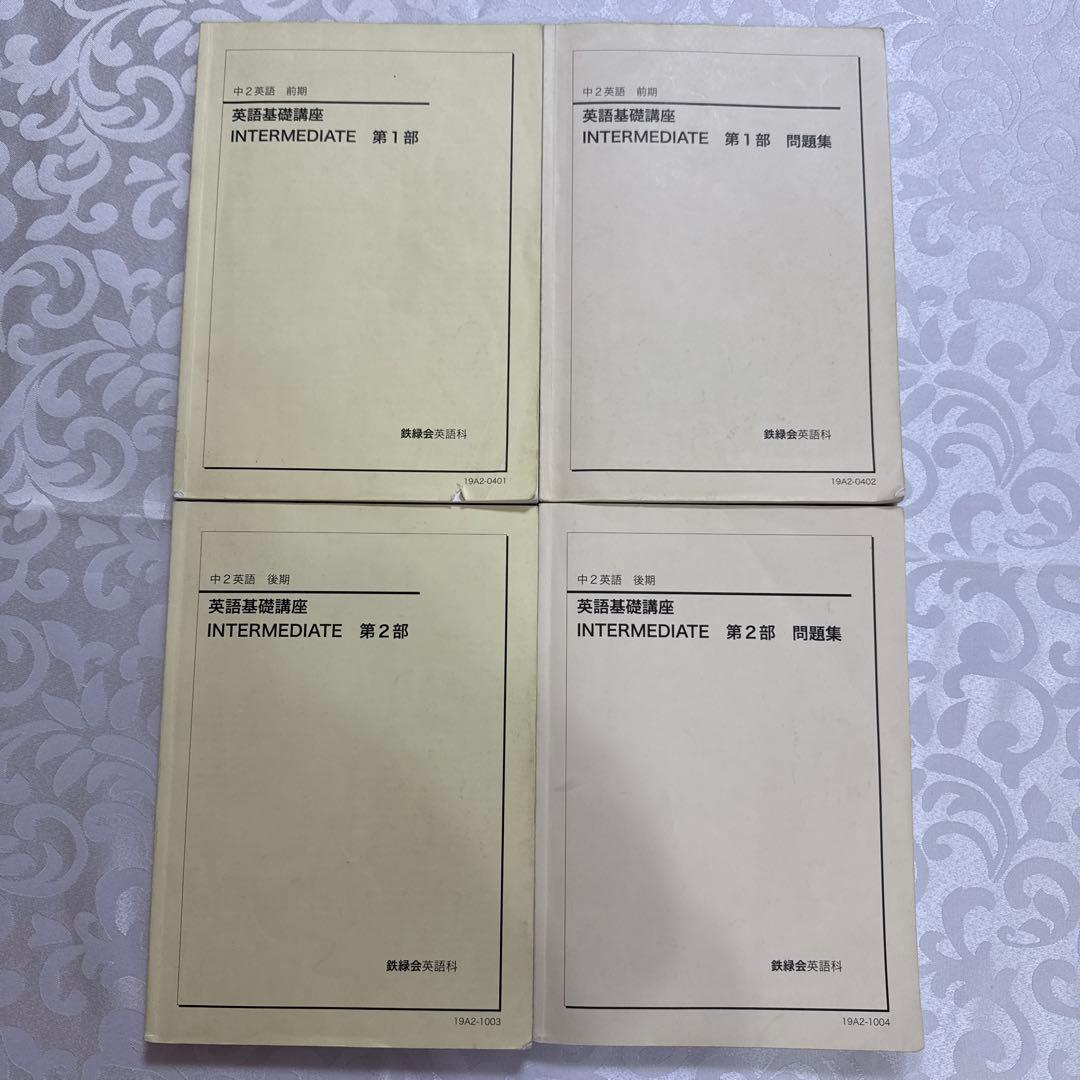 中2英語 前期
英語基礎講座
INTERMEDIATE 第1部
鉄緑会英語科
19A2-0401
中2英語 前期
英語基礎講座
INTERMEDIATE 第1部 問題集
鉄緑会英語科
19A2-0402
中2英語 後期
英語基礎講座
INTERMEDIATE 第2部
鉄緑会英語科
19A2-1003
中2英語 後期
英語基礎講座
INTERMEDIATE 第2部 問題集
鉄緑会英語科
19A2-1004